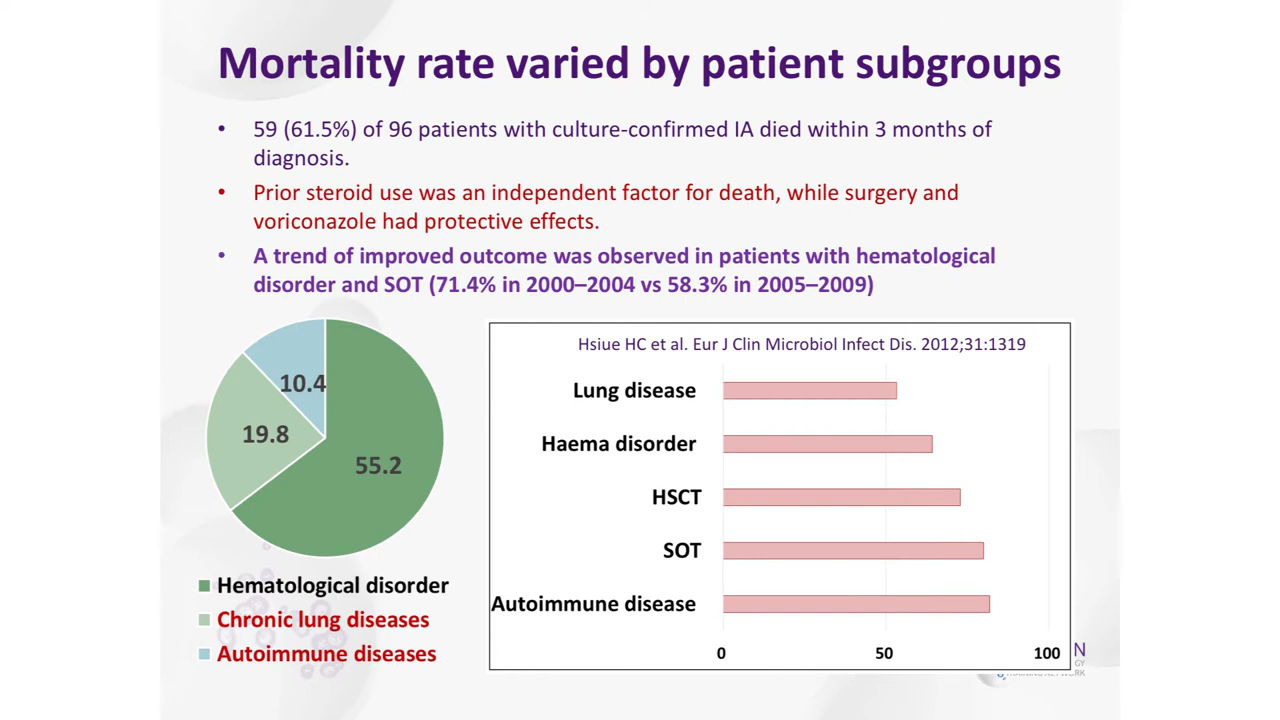 Mortality rate varied by patient subgroups
• 59 (61.5%) of 96 patients with culture-confirmed IA died within 3 months of
diagnosis.
• Prior steroid use was an independent factor for death, while surgery and
voriconazole had protective effects.
• A trend of improved outcome was observed in patients with hematological
disorder and SOT (71.4% in 2000–2004 vs 58.3% in 2005–2009)
10.4
19.8
55.2
Hematological disorder
Chronic lung diseases
Autoimmune diseases
Hsiue HC et al. Eur J Clin Microbiol Infect Dis. 2012;31:1319
Lung disease
Haema disorder
HSCT
SOT
Autoimmune disease
0 50 100
N
GY
NETWORK